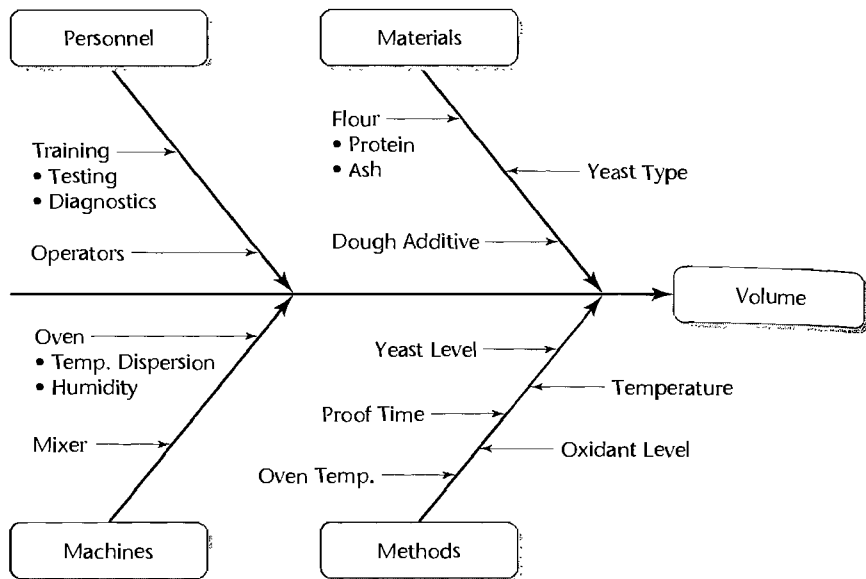 Personnel
Materials
Training
• Testing
• Diagnostics
Operators
Flour
• Protein
• Ash
Yeast Type
Dough Additive
Volume
Oven
• Temp. Dispersion
• Humidity
Mixer
Yeast Level
Temperature
Proof Time
Oxidant Level
Oven Temp.
Machines
Methods